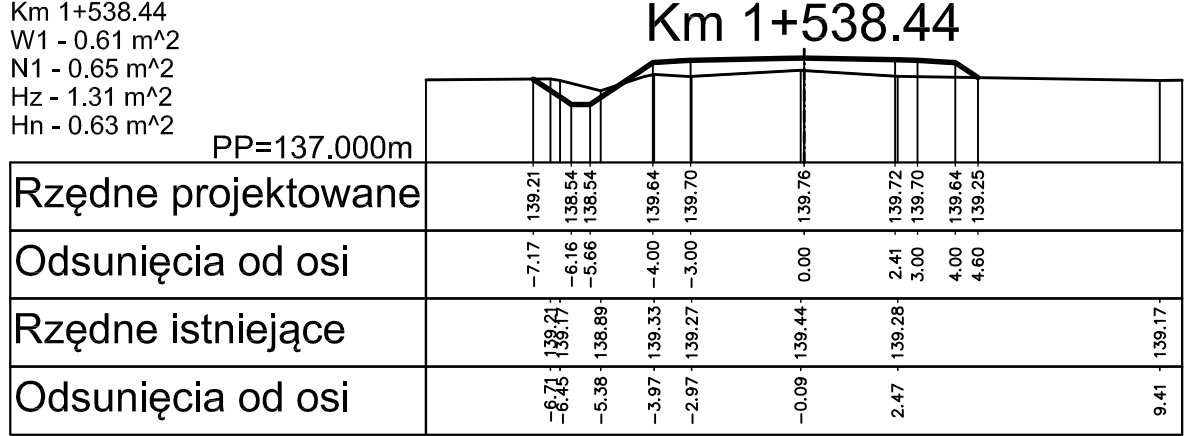 Km 1+538.44
W1 - 0.61 m^2
N1 - 0.65 m^2
Hz - 1.31 m^2
Hn - 0.63 m^2
Km 1+538.44
PP=137.000m
Rzędne projektowane 139.21 138.54 138.54 139.64 139.70 139.76 139.72 139.70 139.64 139.25
Odsunięcia od osi -7.17 -6.16 -5.66 -4.00 -3.00 0.00 2.41 3.00 4.00 4.60
Rzędne istniejące 139.21 139.17 138.89 139.33 139.27 139.44 139.28 139.17
Odsunięcia od osi -6.71 -6.45 -5.38 -3.97 -2.97 -0.09 2.47 9.41